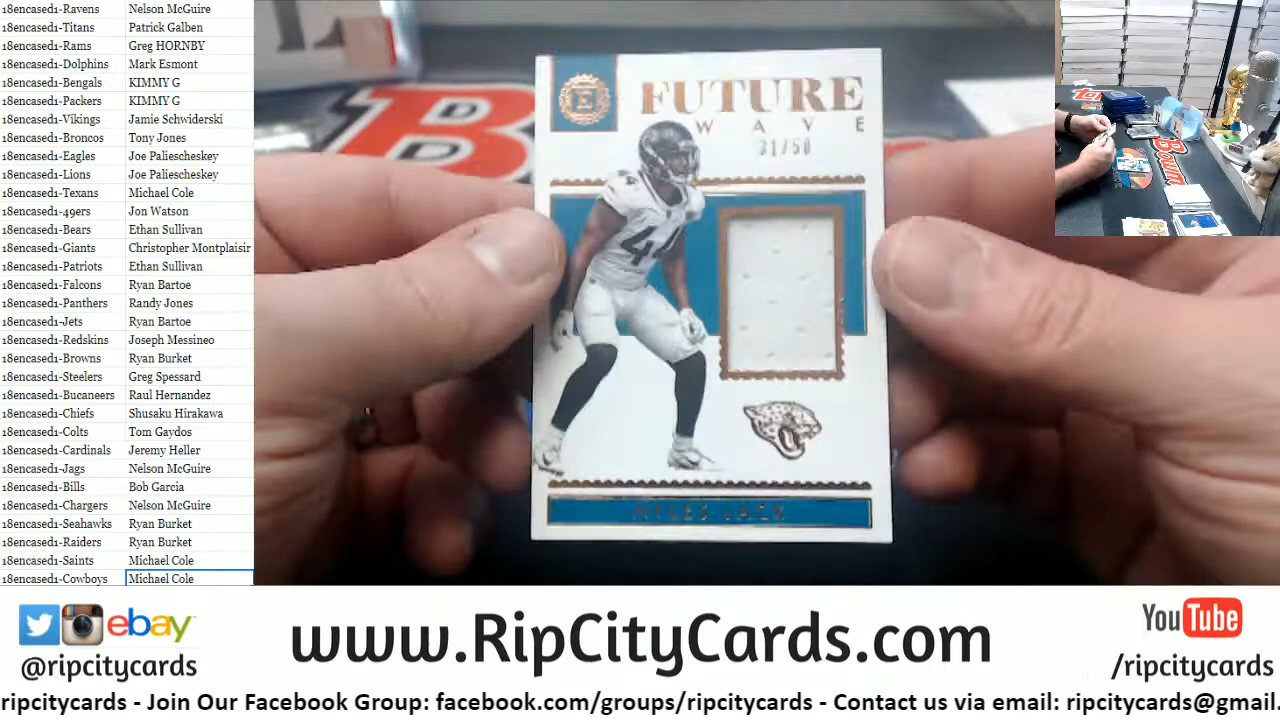 18encased1-Ravens Nelson McGuire
18encased1-Titans Patrick Galben
18encased1-Rams Greg HORNBY
18encased1-Dolphins Mark Esmont
18encased1-Bengals KIMMY G
18encased1-Packers KIMMY G
18encased1-Vikings Jamie Schwiderski
18encased1-Broncos Tony Jones
18encased1-Eagles Joe Paliescheskey
18encased1-Lions Joe Paliescheskey
18encased1-Texans Michael Cole
18encased1-49ers Jon Watson
18encased1-Bears Ethan Sullivan
18encased1-Giants Christopher Montplaisir
18encased1-Patriots Ethan Sullivan
18encased1-Falcons Ryan Bartoe
18encased1-Panthers Randy Jones
18encased1-Jets Ryan Bartoe
18encased1-Redskins Joseph Messineo
18encased1-Browns Ryan Burket
18encased1-Steelers Greg Spessard
18encased1-Bucaneers Raul Hernandez
18encased1-Chiefs Shusaku Hirakawa
18encased1-Colts Tom Gaydos
18encased1-Cardinals Jeremy Heller
18encased1-Jags Nelson McGuire
18encased1-Bills Bob Garcia
18encased1-Chargers Nelson McGuire
18encased1-Seahawks Ryan Burket
18encased1-Raiders Ryan Burket
18encased1-Saints Michael Cole
18encased1-Cowboys Michael Cole
E
FUTURE
WAVE
31/50
44
MYLES JACK
B
ebay
@ripcitycards
www.RipCityCards.com
YouTube
/ripcitycards
ripcitycards - Join Our Facebook Group: facebook.com/groups/ripcitycards - Contact us via email: ripcitycards@gmail.